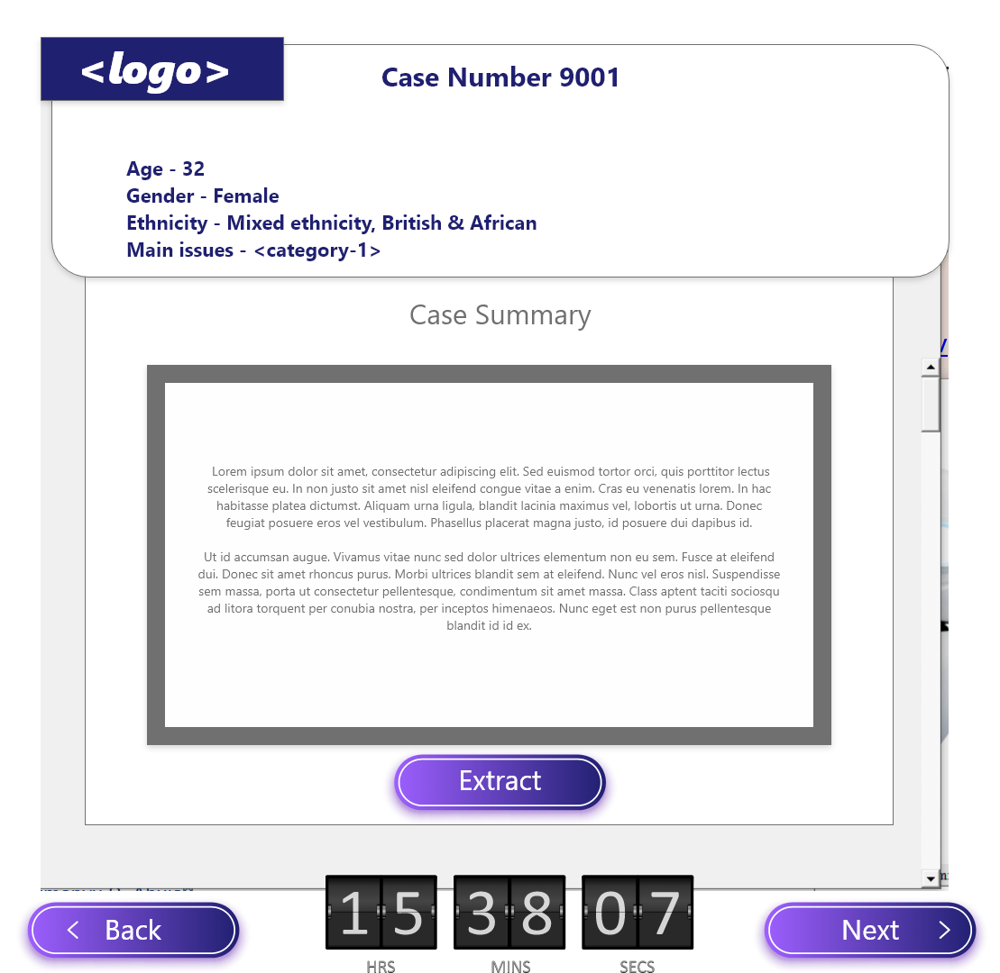 <logo>
Case Number 9001
Age - 32
Gender - Female
Ethnicity - Mixed ethnicity, British & African
Main issues - <category-1>
Case Summary
Lorem ipsum dolor sit amet, consectetur adipiscing elit. Sed euismod tortor orci, quis porttitor lectus
scelerisque eu. In non justo sit amet nisl eleifend congue vitae a enim. Cras eu venenatis lorem. In hac
habitasse platea dictumst. Aliquam urna ligula, blandit lacinia maximus vel, lobortis ut urna. Donec
feugiat posuere eros vel vestibulum. Phasellus placerat magna justo, id posuere dui dapibus id.
Ut id accumsan augue. Vivamus vitae nunc sed dolor ultrices elementum non eu sem. Fusce at eleifend
dui. Donec sit amet rhoncus purus. Morbi ultrices blandit sem at eleifend. Nunc vel eros nisl. Suspendisse
sem massa, porta ut consectetur pellentesque, condimentum sit amet massa. Class aptent taciti sociosqu
ad litora torquent per conubia nostra, per inceptos himenaeos. Nunc eget est non purus pellentesque
blandit id id ex.
Extract
< Back
15 38 07
HRS MINS SECS
Next >